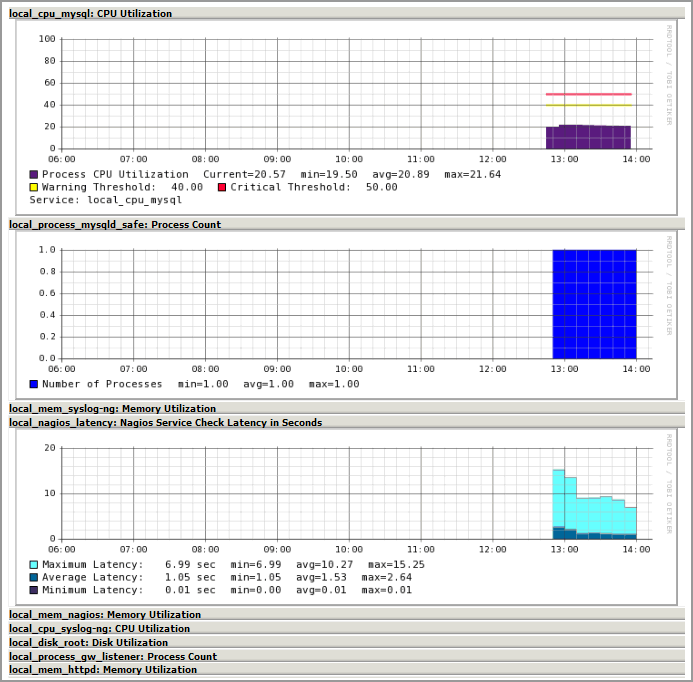 local_cpu_mysql: CPU Utilization
RRDTOOL / TOBI OETIKER
100
80
60
40
20
0
06:00 07:00 08:00 09:00 10:00 11:00 12:00 13:00 14:00
Process CPU Utilization Current=20.57 min=19.50 avg=20.89 max=21.64
Warning Threshold: 40.00 Critical Threshold: 50.00
Service: local_cpu_mysql
local_process_mysqld_safe: Process Count
RRDTOOL / TOBI OETIKER
1.0
0.8
0.6
0.4
0.2
0.0
06:00 07:00 08:00 09:00 10:00 11:00 12:00 13:00 14:00
Number of Processes min=1.00 avg=1.00 max=1.00
local_mem_syslog-ng: Memory Utilization
local_nagios_latency: Nagios Service Check Latency in Seconds
RRDTOOL / TOBI OETIKER
20
10
0
06:00 07:00 08:00 09:00 10:00 11:00 12:00 13:00 14:00
Maximum Latency: 6.99 sec min=6.99 avg=10.27 max=15.25
Average Latency: 1.05 sec min=1.05 avg=1.53 max=2.64
Minimum Latency: 0.01 sec min=0.00 avg=0.01 max=0.01
local_mem_nagios: Memory Utilization
local_cpu_syslog-ng: CPU Utilization
local_disk_root: Disk Utilization
local_process_gw_listener: Process Count
local_mem_httpd: Memory Utilization